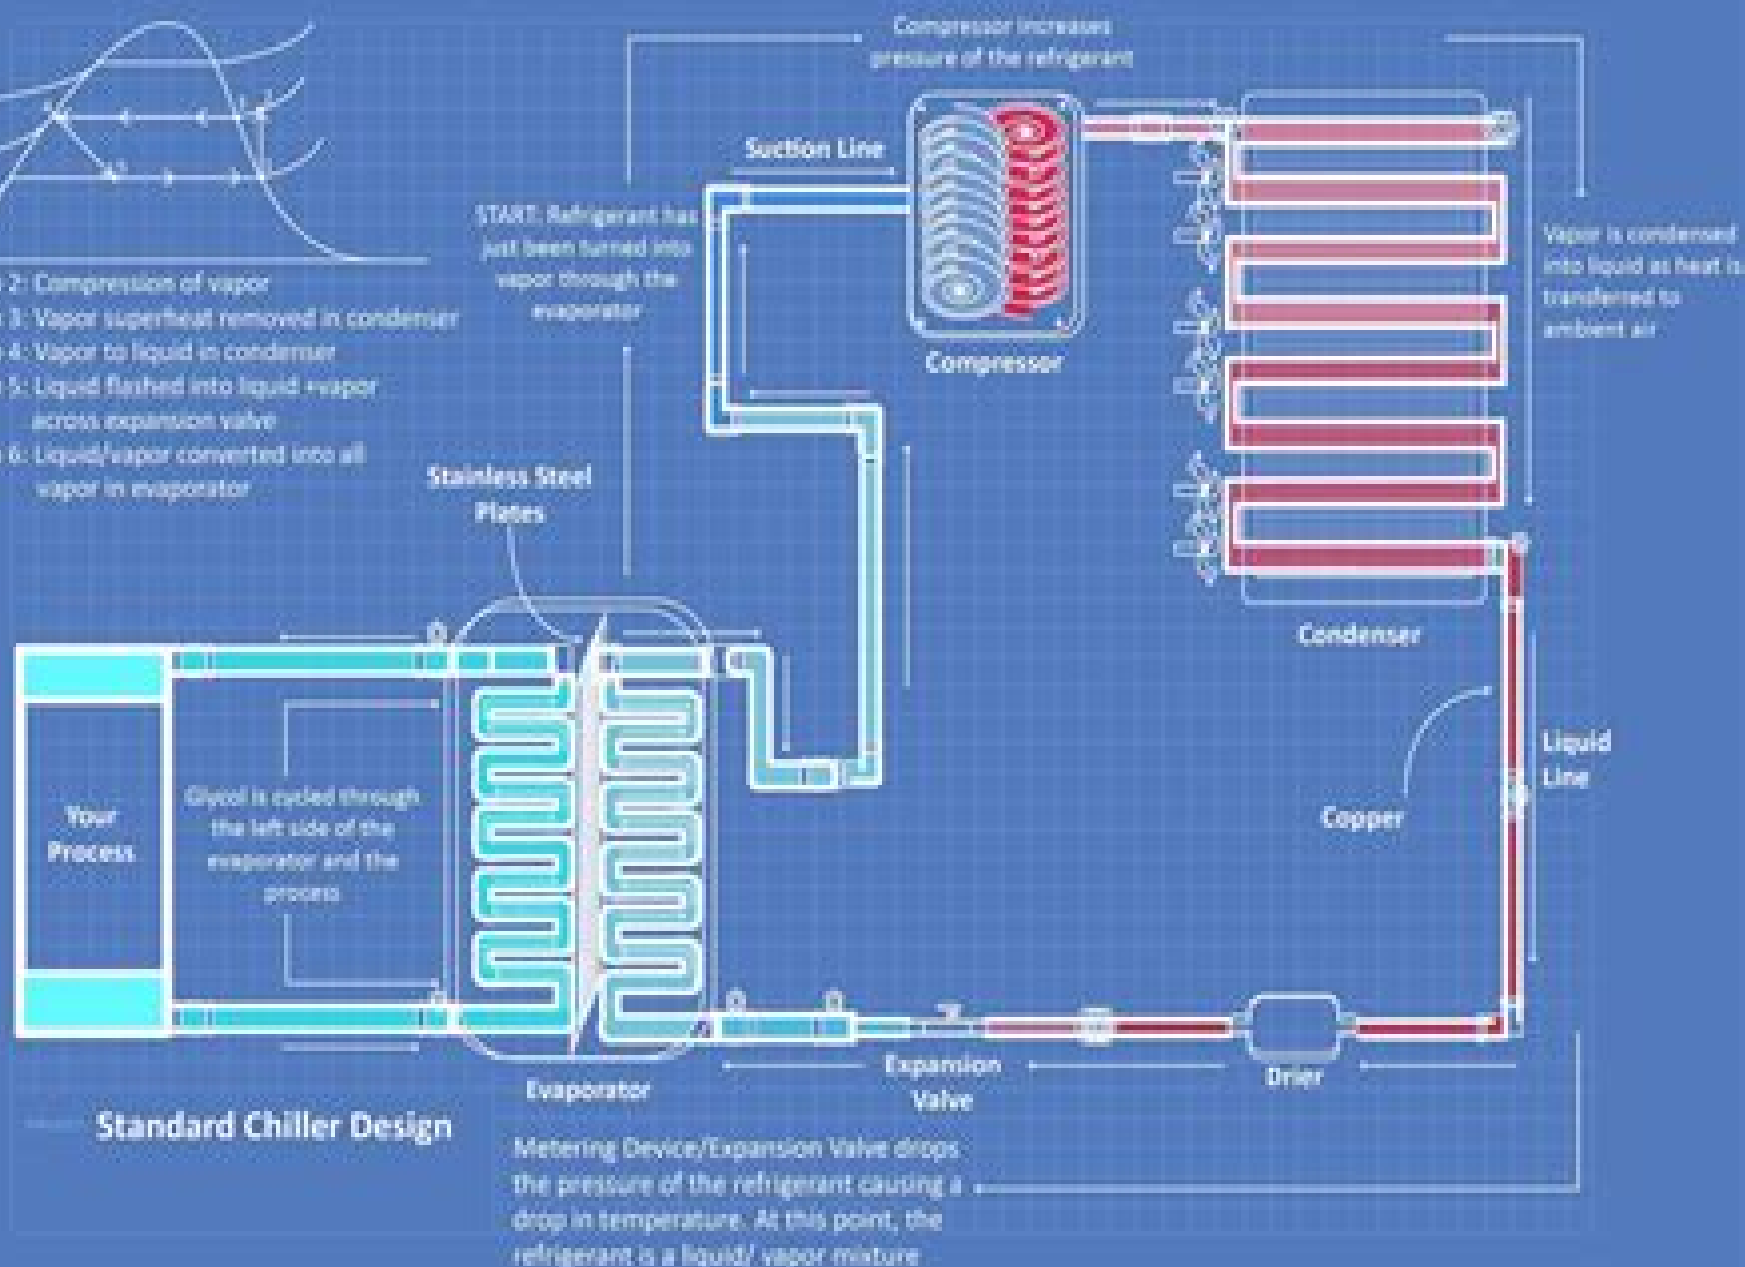 Compressor increases
pressure of the refrigerant
Suction Line
START: Refrigerant has
just been turned into
vapor through the
evaporator
Compressor
Vapor is condensed
into liquid as heat is
transferred to
ambient air
2: Compression of vapor
3: Vapor superheat removed in condenser
4: Vapor to liquid in condenser
5: Liquid flashed into liquid +vapor
across expansion valve
6: Liquid/vapor converted into all
vapor in evaporator
Stainless Steel
Plates
Condenser
Liquid
Line
Copper
Your
Process
Glycol is cycled through
the left side of the
evaporator and the
process
Evaporator
Expansion
Valve
Drier
Standard Chiller Design
Metering Device/Expansion Valve drops
the pressure of the refrigerant causing a
drop in temperature. At this point, the
refrigerant is a liquid/ vapor mixture